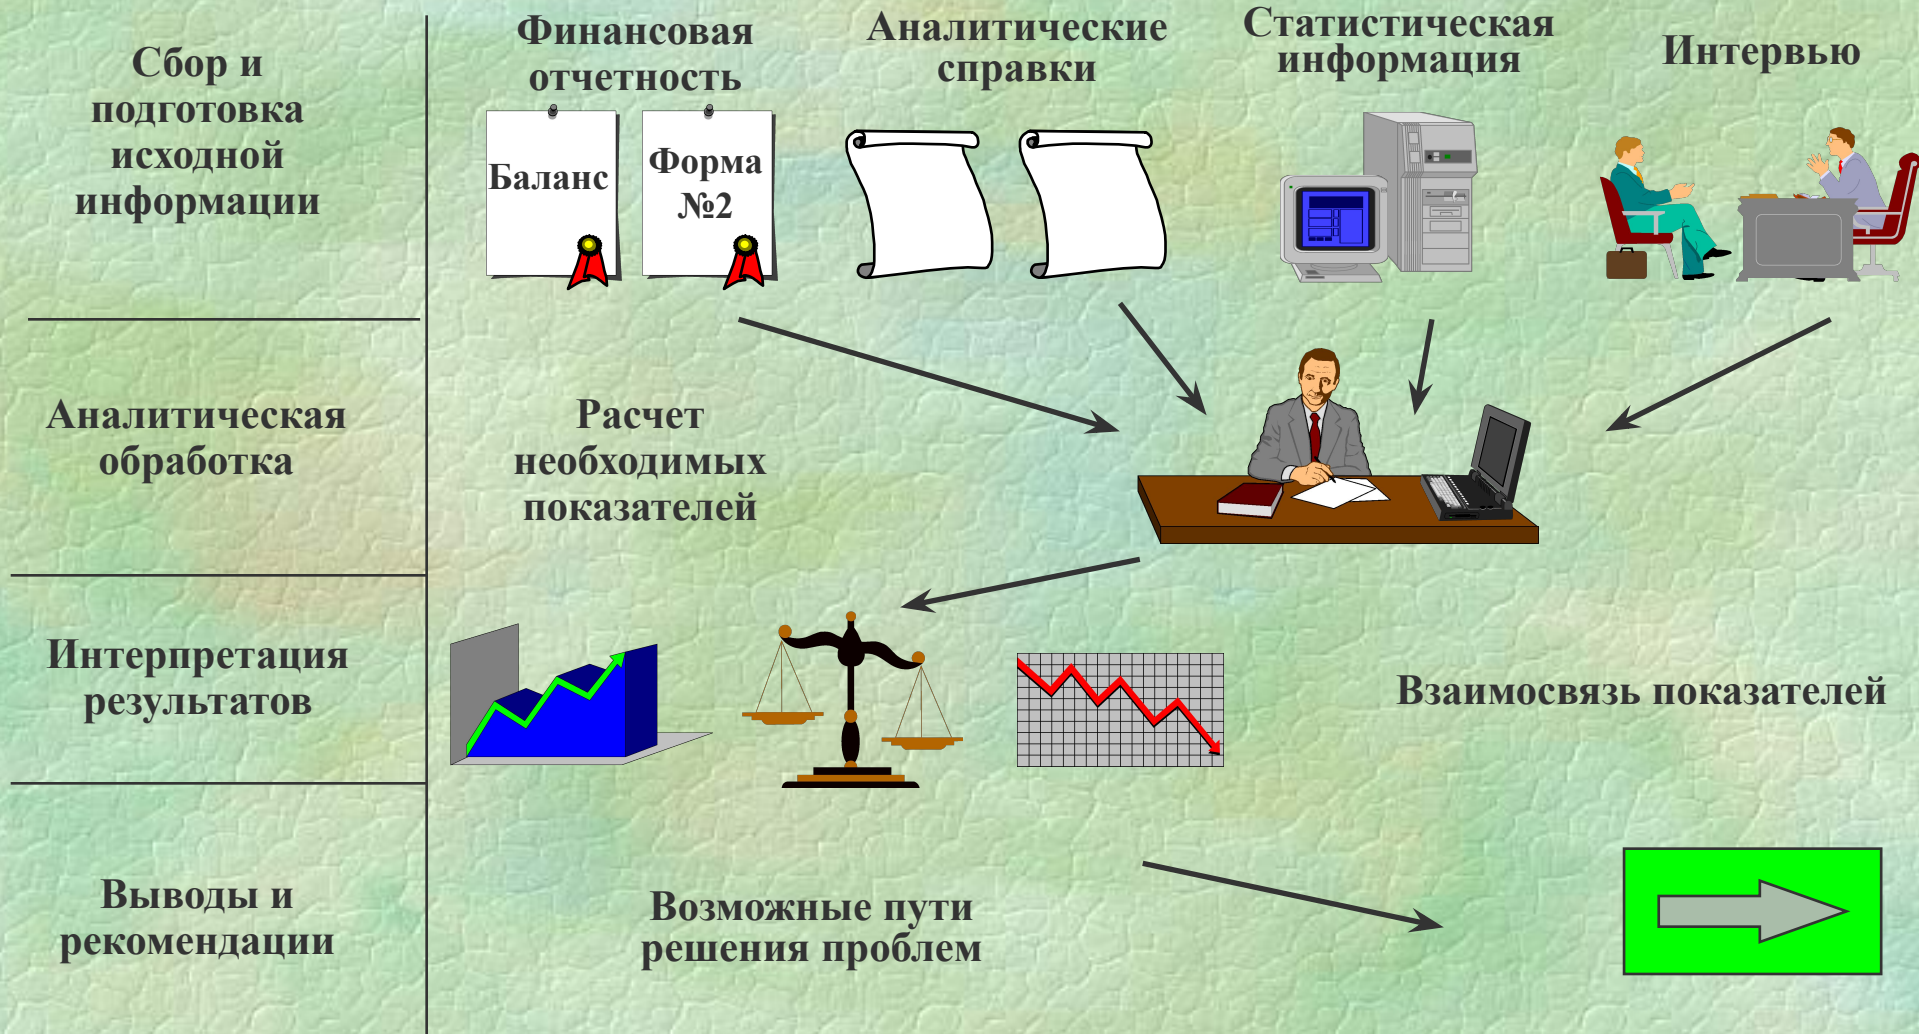 Сбор и
подготовка
исходной
информации
Финансовая
отчетность
Аналитические
справки
Статистическая
информация
Интервью
Баланс
Форма
№2
Аналитическая
обработка
Расчет
необходимых
показателей
Интерпретация
результатов
Взаимосвязь показателей
Выводы и
рекомендации
Возможные пути
решения проблем